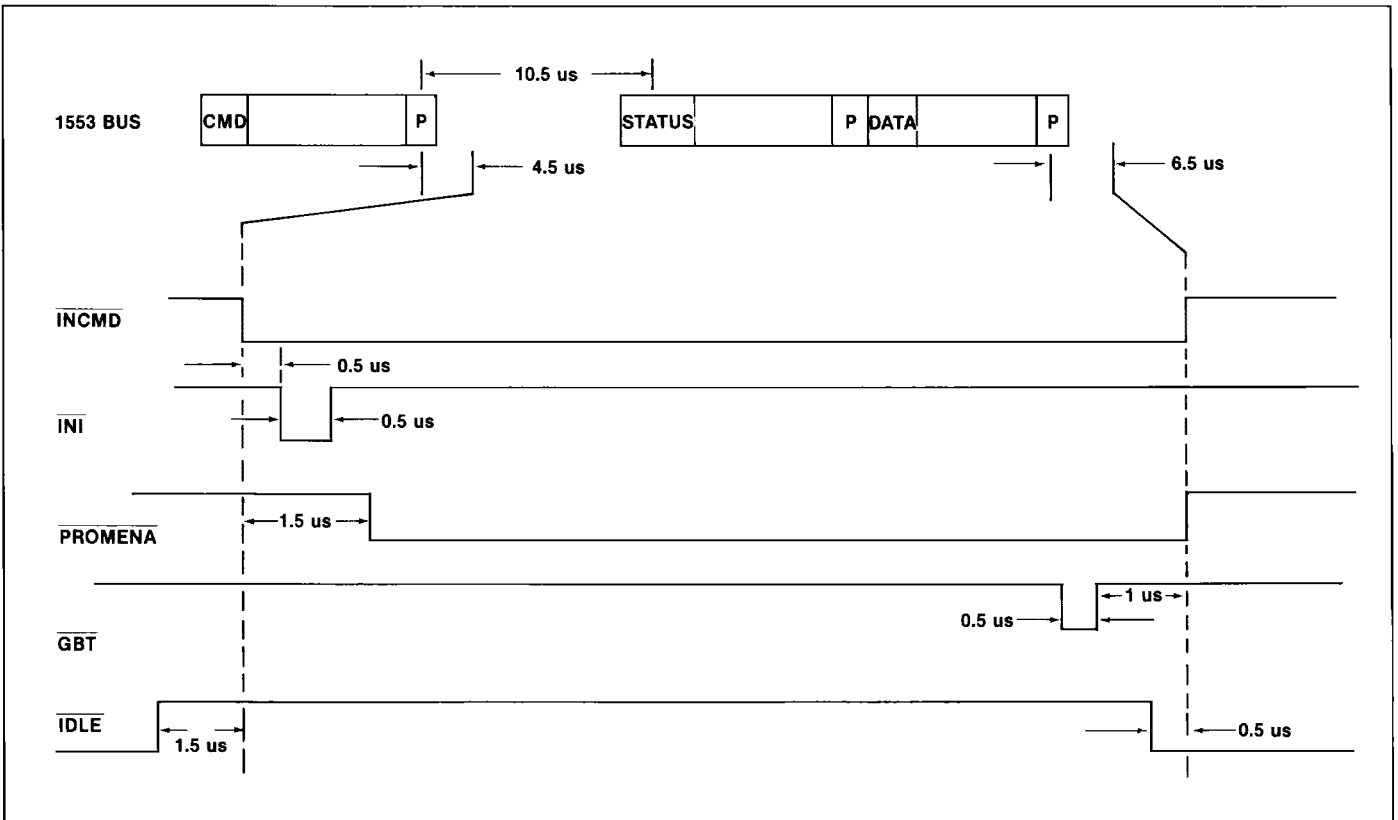 10.5 us
1553 BUS CMD P STATUS P DATA P
4.5 us 6.5 us
INCMD
0.5 us
INI 0.5 us
1.5 us
PROMENA
1 us
0.5 us
GBT
IDLE
1.5 us 0.5 us